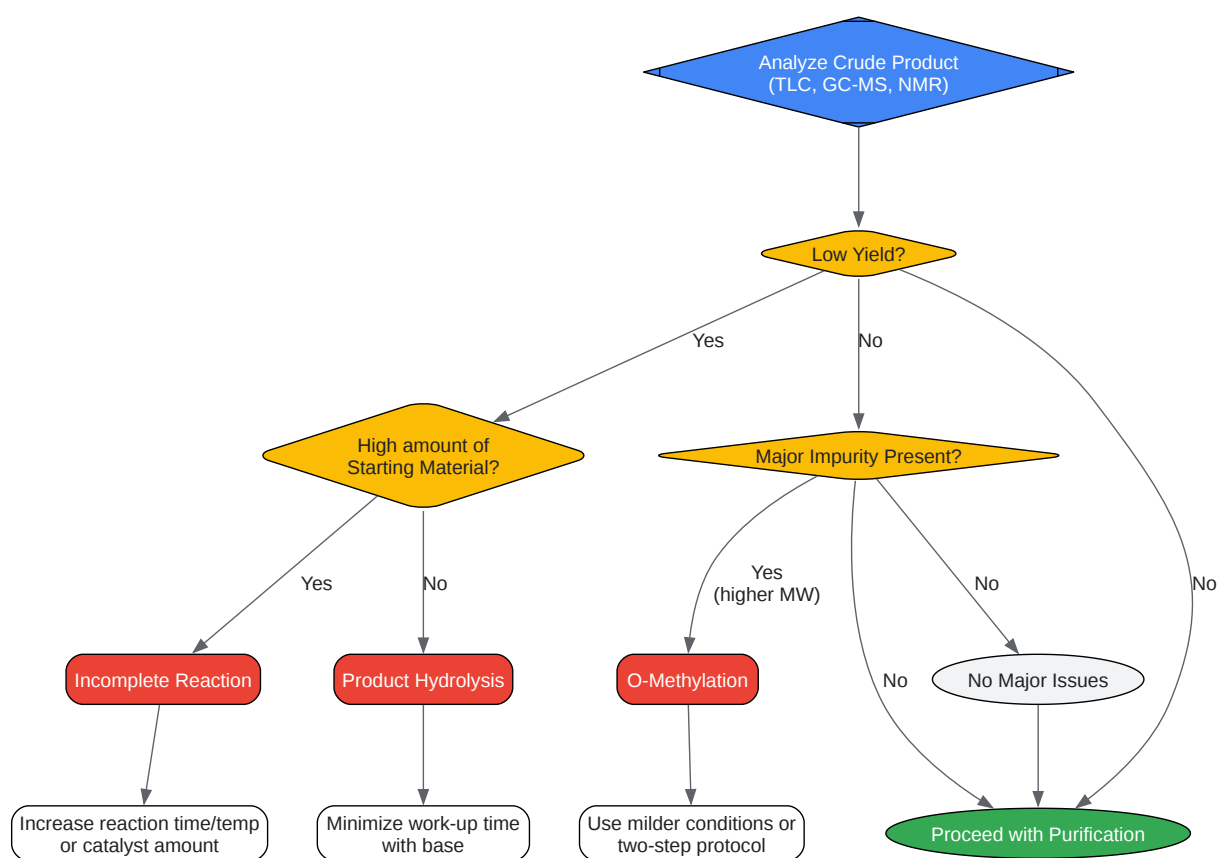 Analyze Crude Product
(TLC, GC-MS, NMR)
Low Yield?
Yes
No
No
High amount of
Starting Material?
Major Impurity Present?
Yes
No
Yes
(higher MW)
No
No
Incomplete Reaction
Product Hydrolysis
O-Methylation
No
No Major Issues
Increase reaction time/temp
or catalyst amount
Minimize work-up time
with base
Use milder conditions or
two-step protocol
Proceed with Purification